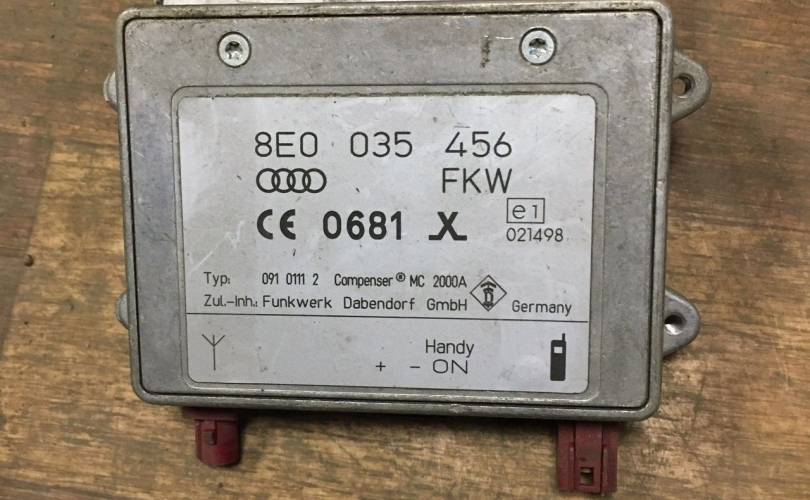 8E0 035 456
FKW
CE 0681 X
e1
021498
Typ: 091 0111 2 Compenser® MC 2000A
Zul.-Inh.: Funkwerk Dabendorf GmbH Germany
Handy
+ - ON